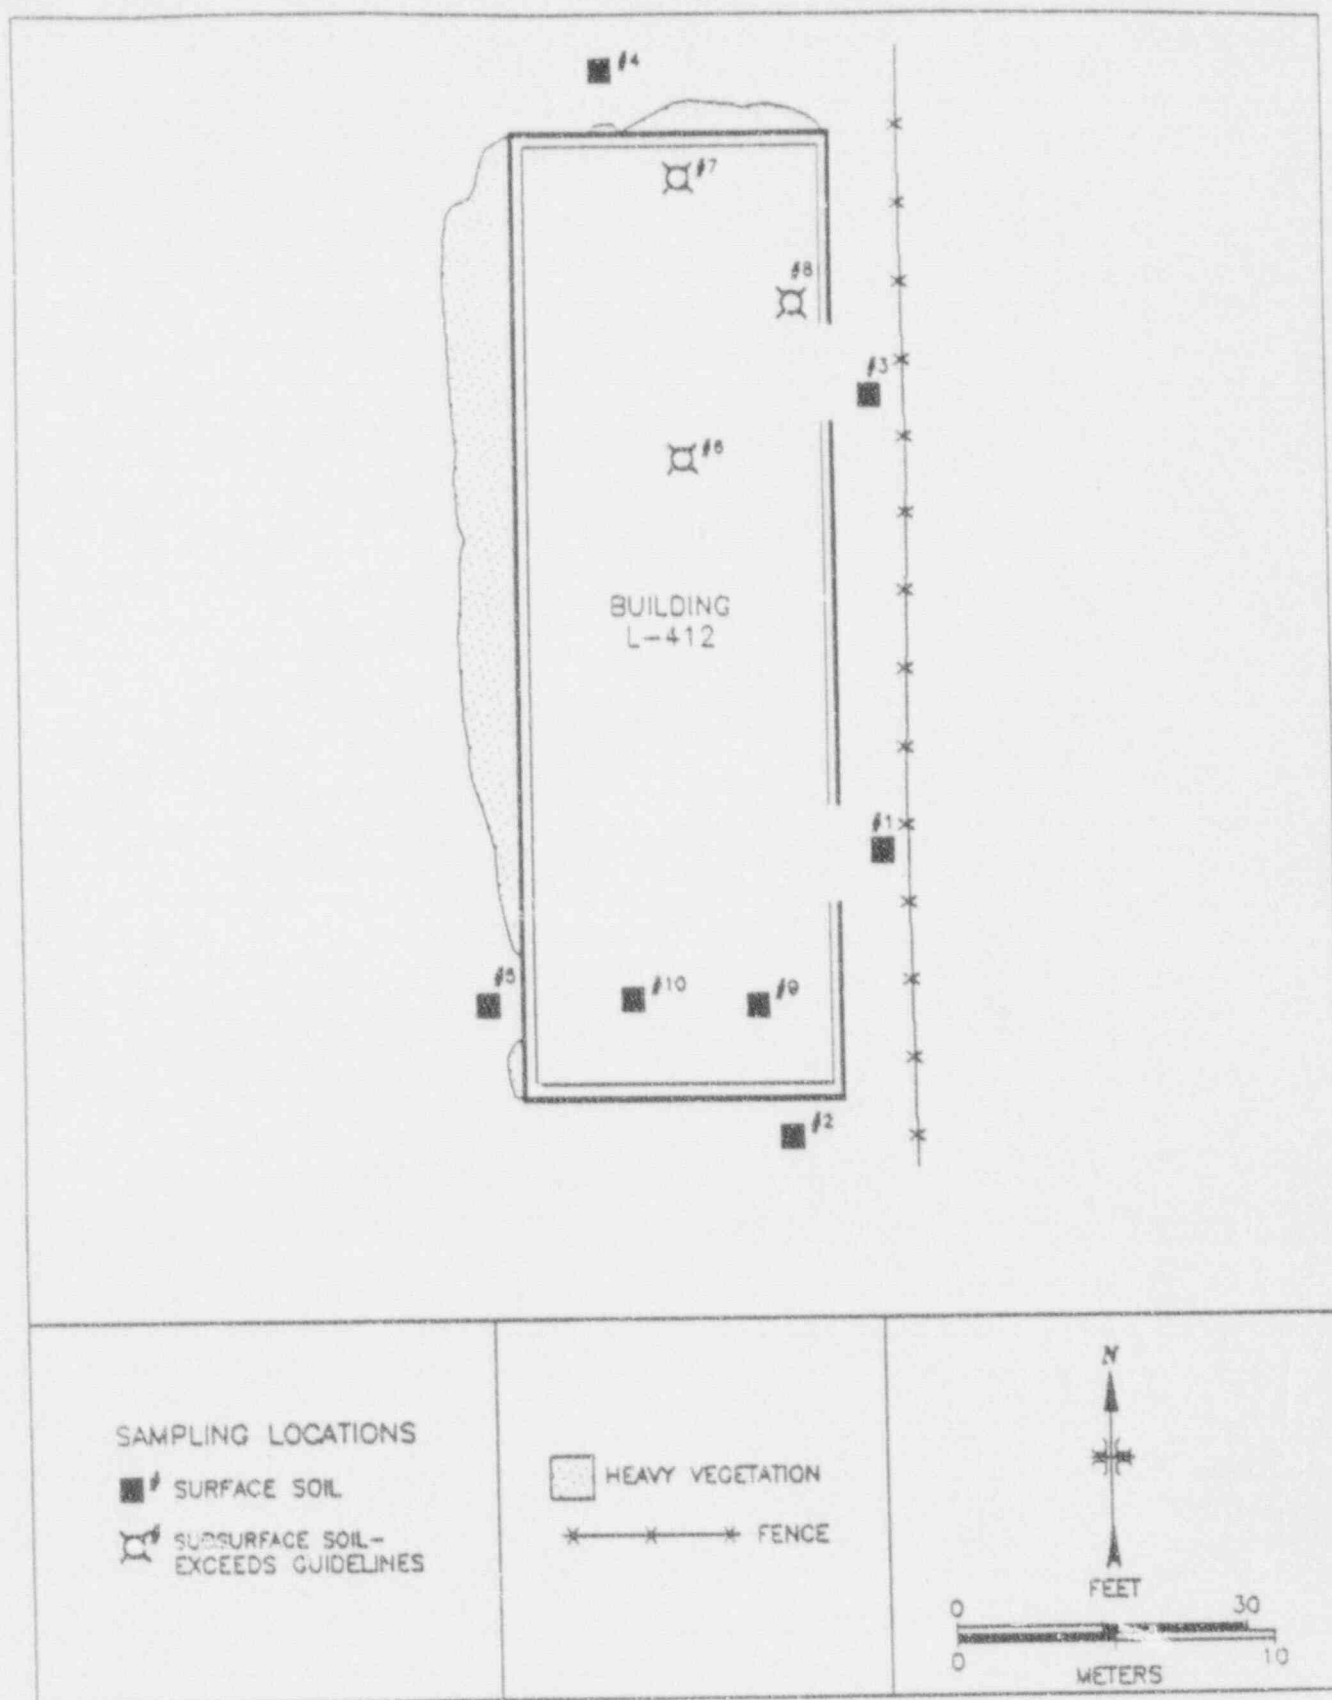 #4
#7
#8
#3
#6
BUILDING
L-412
#1
#5
#10
#9
#2
SAMPLING LOCATIONS
# SURFACE SOIL
# SUBSURFACE SOIL-
EXCEEDS GUIDELINES
HEAVY VEGETATION
FENCE
N
FEET
0 30
0 10
METERS